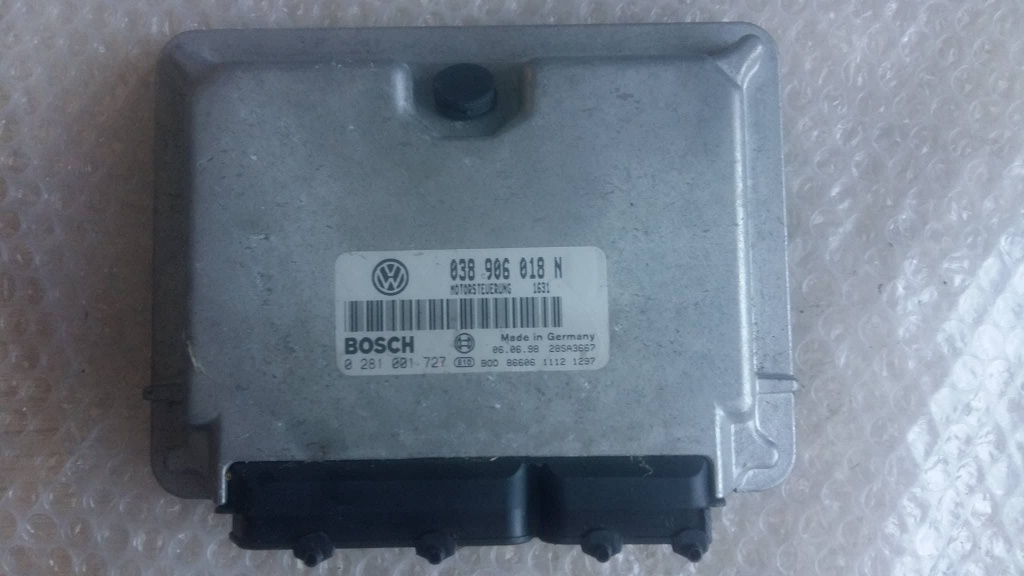 038 906 018 N
MOTORSTEUERUNG 1631
BOSCH
Made in Germany
06.06.98 28SA3667
0 281 001 727 BOO 86606 1112 1297